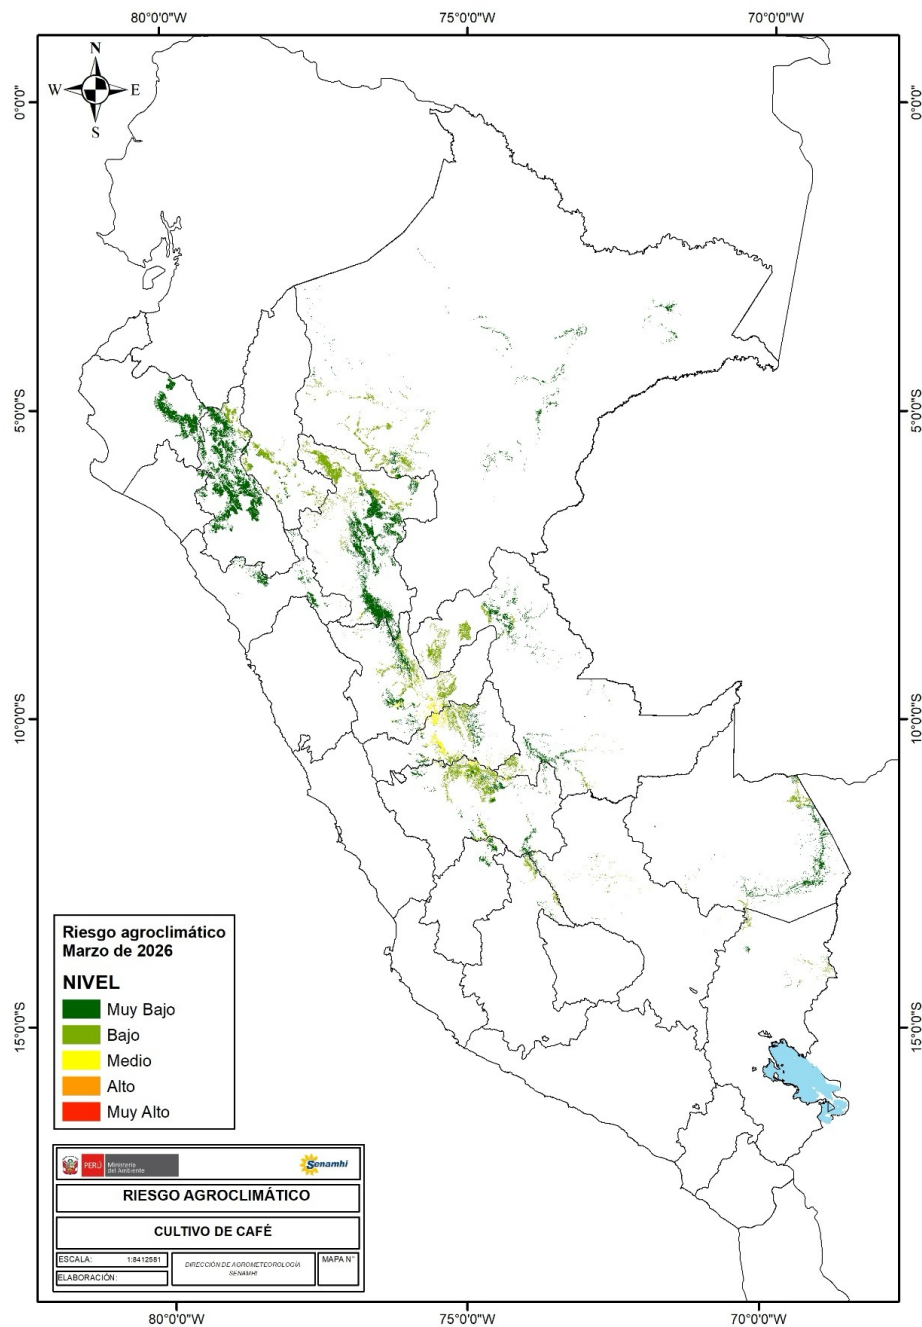 80°0'0"W
75°0'0"W
70°0'0"W
N
W
E
S
0°0'0"
0°0'0"
5°0'0"S
5°0'0"S
10°0'0"S
10°0'0"S
15°0'0"S
15°0'0"S
Riesgo agroclimático
Marzo de 2026
NIVEL
Muy Bajo
Bajo
Medio
Alto
Muy Alto
PERÚ
Ministerio
del Ambiente
Senamhi
RIESGO AGROCLIMÁTICO
CULTIVO DE CAFÉ
ESCALA: 1:8412581
DIRECCIÓN DE AGROMETEOROLOGÍA
SENAMHI
MAPA N°
ELABORACIÓN:
80°0'0"W
75°0'0"W
70°0'0"W